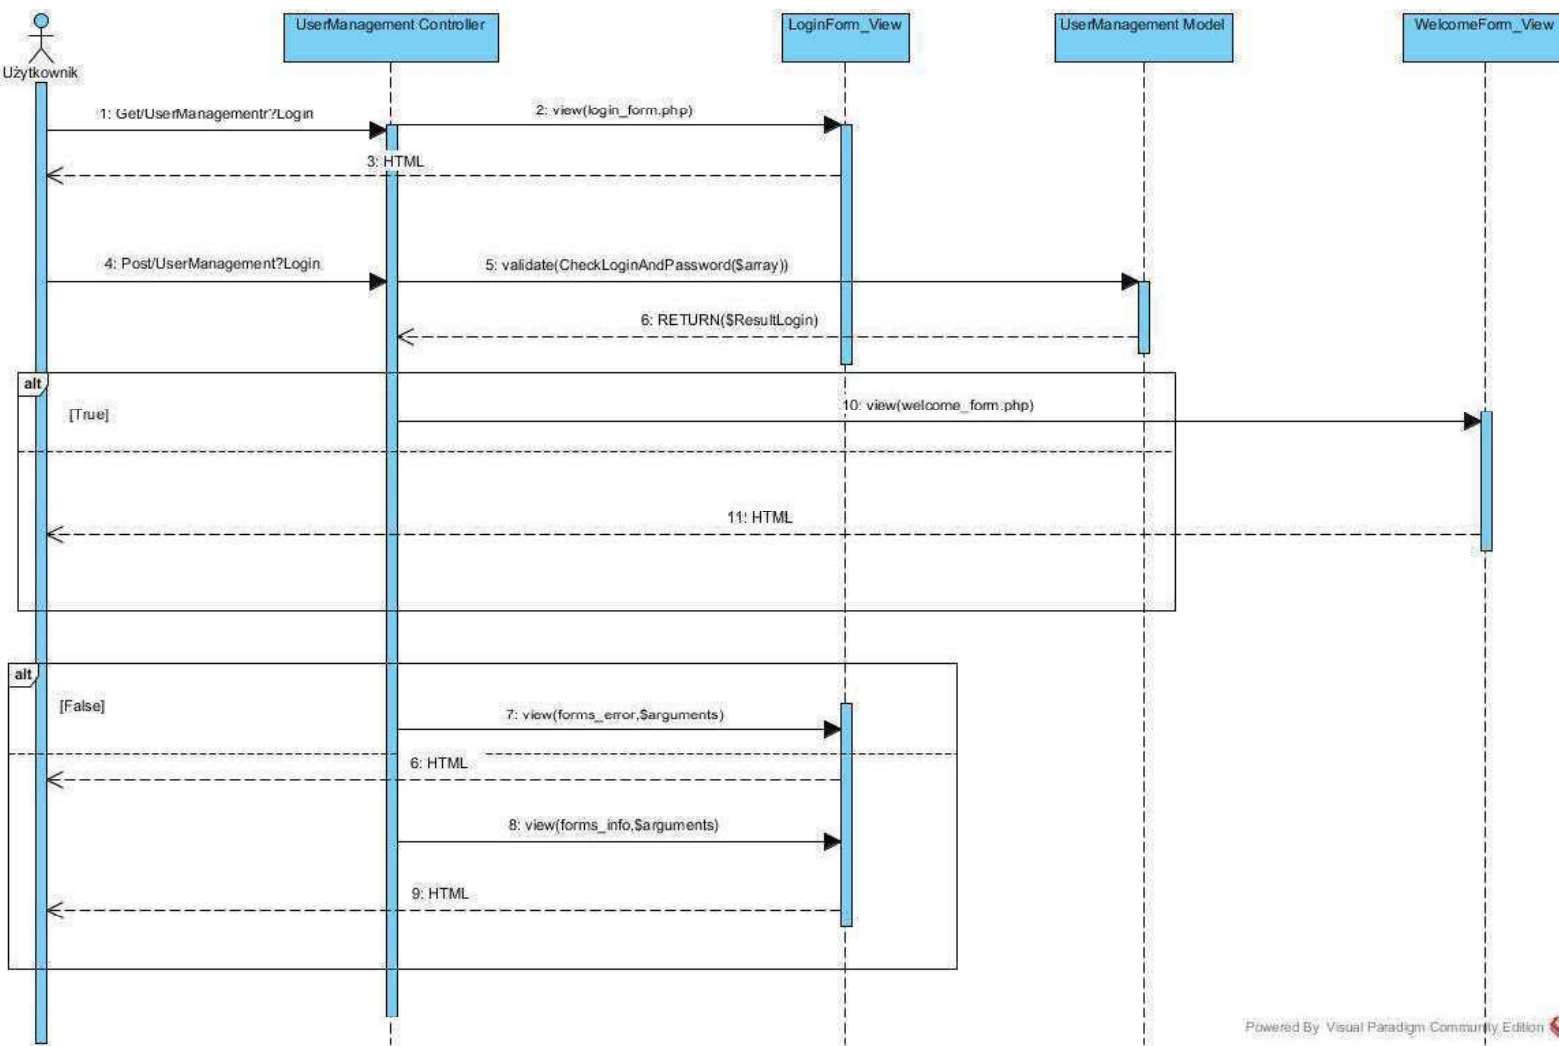 UserManagement Controller
LoginForm_View
UserManagement Model
WelcomeForm_View
Użytkownik
1: Get/UserManagementr?Login
2: view(login_form.php)
3: HTML
4: Post/UserManagement?Login
5: validate(CheckLoginAndPassword($array))
6: RETURN($ResultLogin)
alt
[True]
10: view(welcome_form.php)
11: HTML
alt
[False]
7: view(forms_error,$arguments)
6: HTML
8: view(forms_info,$arguments)
9: HTML
Powered By Visual Paradigm Community Edition